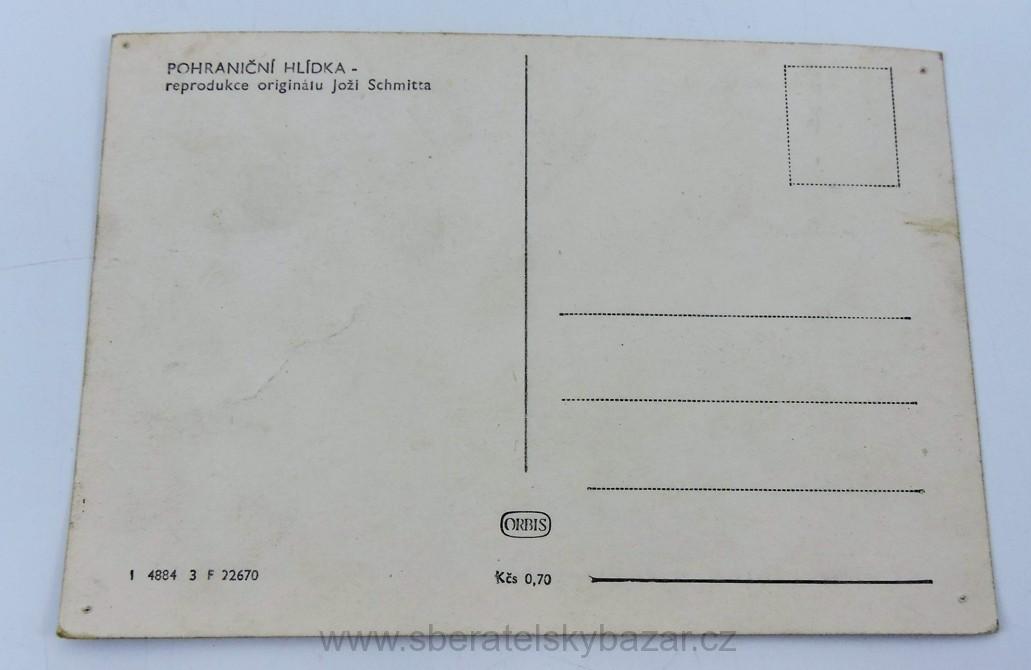 POHRANIČNÍ HLÍDKA -
reprodukce originálu Joži Schmitta
ORBIS
1 4884 3 F 22670
Kčs 0,70
www.sberatelskybazar.cz